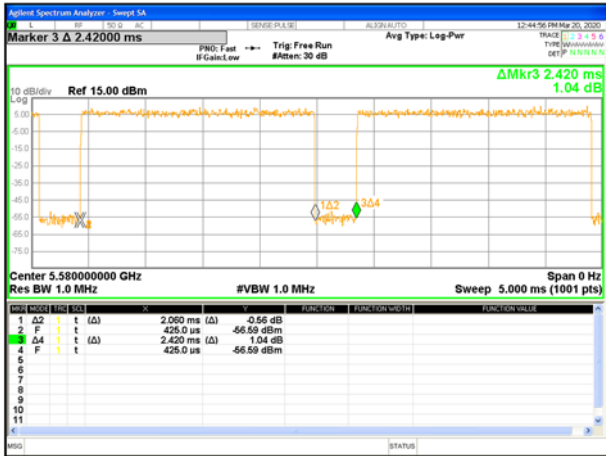 Agilent Spectrum Analyzer - Swept SA
L RF 50 Ω AC SENSE:PULSE ALIGN AUTO 12:44:56 PM Mar 20, 2020
Marker 3 Δ 2.42000 ms
PNO: Fast
IFGain:Low
Trig: Free Run
#Atten: 30 dB
Avg Type: Log-Pwr
TRACE 1 2 3 4 5 6
TYPE
DET P N N N N N
ΔMkr3 2.420 ms
1.04 dB
10 dB/div
Log
Ref 15.00 dBm
5.00
-5.00
-15.0
-25.0
-35.0
-45.0
-55.0
-65.0
-75.0
1Δ2
3Δ4
Center 5.580000000 GHz Span 0 Hz
Res BW 1.0 MHz #VBW 1.0 MHz Sweep 5.000 ms (1001 pts)
MKR MODE TRC SCL X Y FUNCTION FUNCTION WIDTH FUNCTION VALUE
1 Δ2 1 t (Δ) 2.060 ms (Δ) -0.56 dB
2 F 1 t 425.0 us -56.59 dBm
3 Δ4 1 t (Δ) 2.420 ms (Δ) 1.04 dB
4 F 1 t 425.0 us -56.59 dBm
5
6
7
8
9
10
11
MSG STATUS